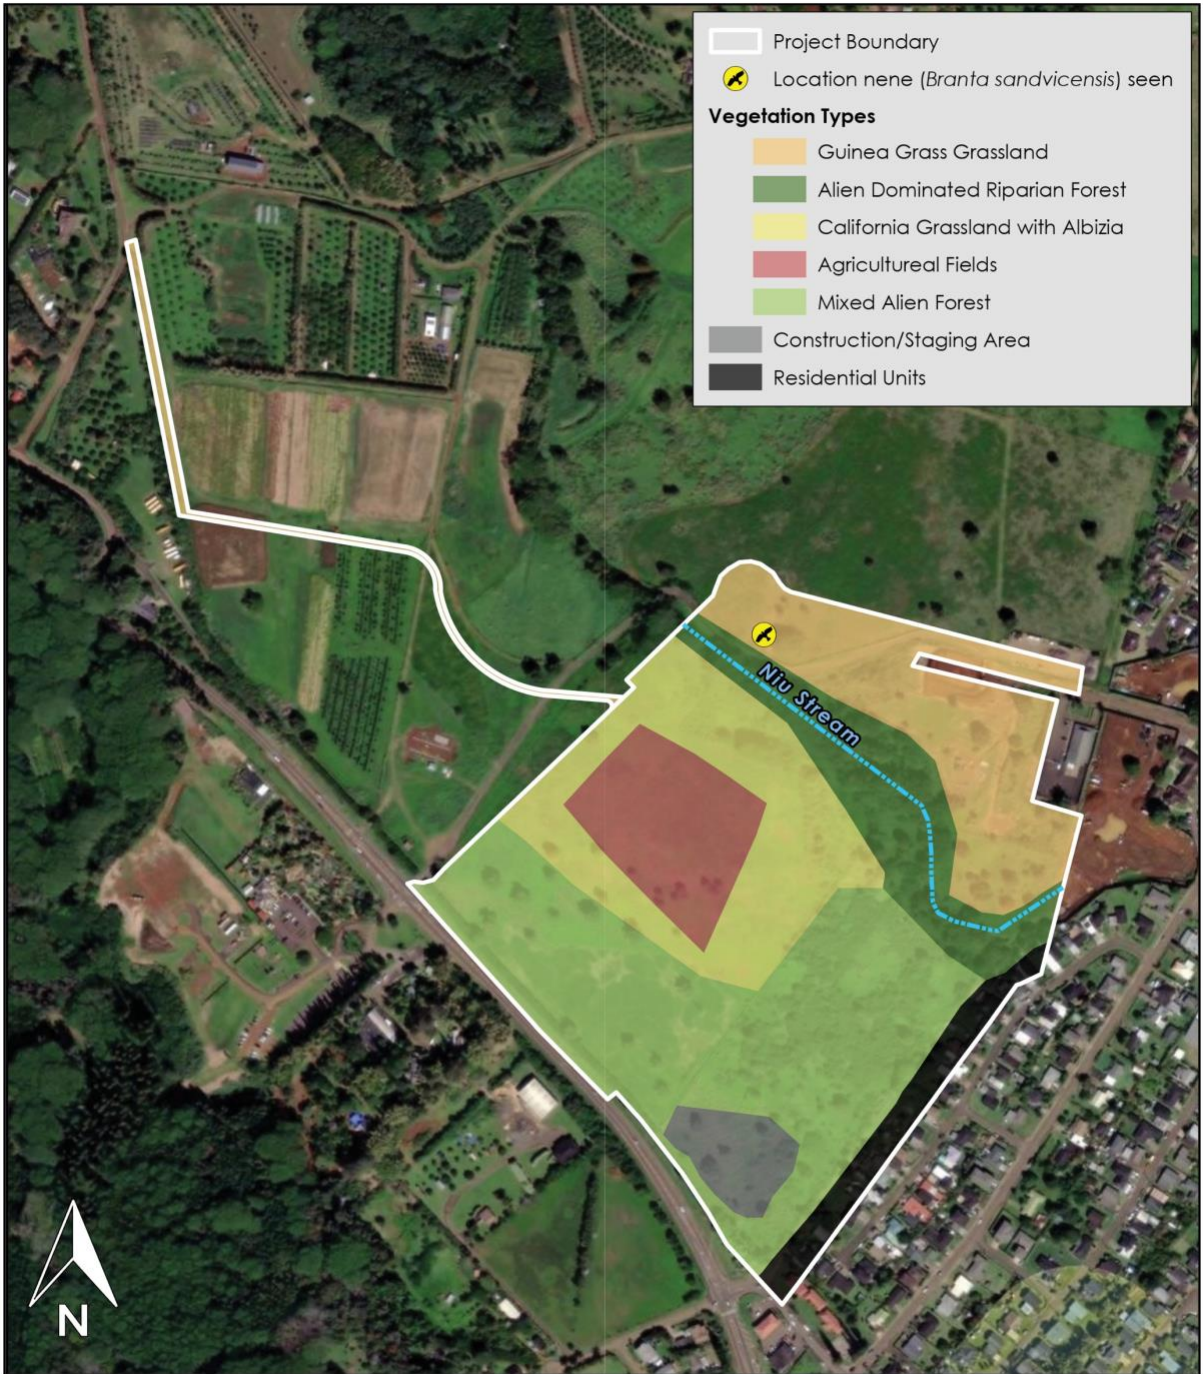 Project Boundary
Location nene (Branta sandvicensis) seen
Vegetation Types
Guinea Grass Grassland
Alien Dominated Riparian Forest
California Grassland with Albizia
Agricultureal Fields
Mixed Alien Forest
Construction/Staging Area
Residential Units
Niu Stream
N